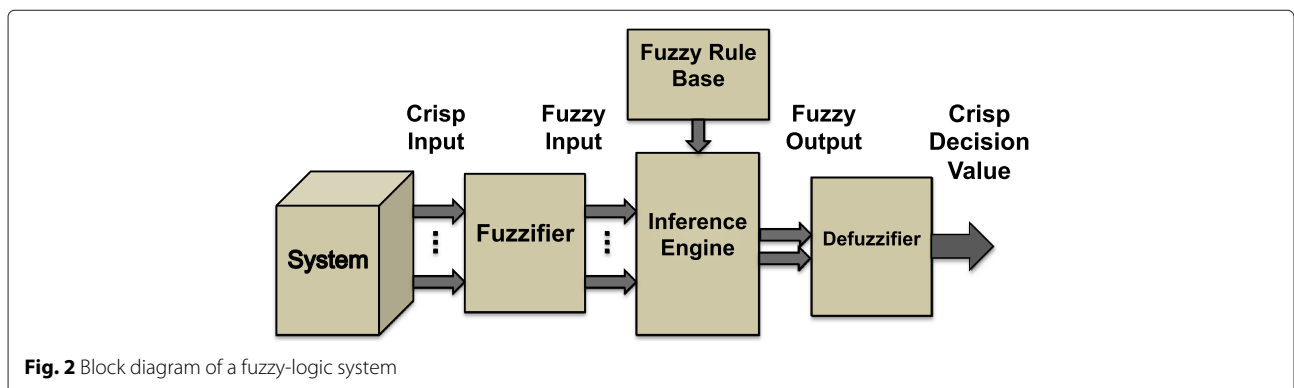 Fuzzy Rule
Base
Crisp
Input
Fuzzy
Input
Fuzzy
Output
Crisp
Decision
Value
System
Fuzzifier
Inference
Engine
Defuzzifier
Fig. 2 Block diagram of a fuzzy-logic system